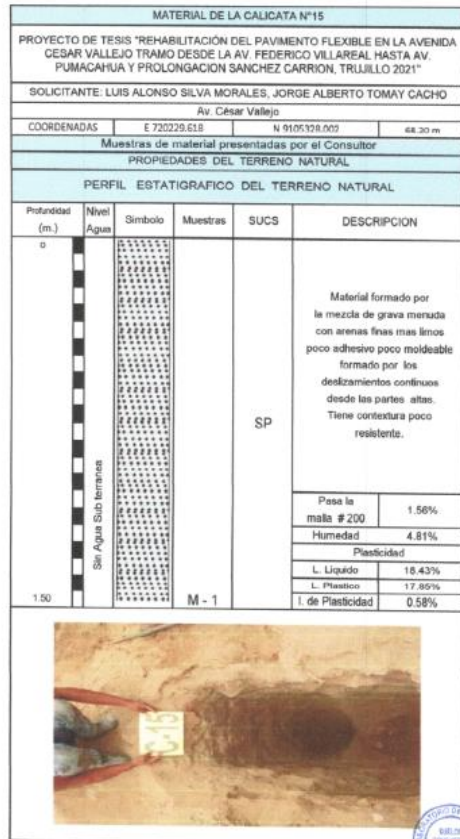 MATERIAL DE LA CALICATA N°15
PROYECTO DE TESIS "REHABILITACIÓN DEL PAVIMENTO FLEXIBLE EN LA AVENIDA
CESAR VALLEJO TRAMO DESDE LA AV. FEDERICO VILLAREAL HASTA AV.
PUMACAHUA Y PROLONGACION SANCHEZ CARRION, TRUJILLO 2021"
SOLICITANTE: LUIS ALONSO SILVA MORALES, JORGE ALBERTO TOMAY CACHO
Av. César Vallejo
COORDENADAS E 720229.618 N 9105328.002 68.20 m
Muestras de material presentadas por el Consultor
PROPIEDADES DEL TERRENO NATURAL
PERFIL ESTATIGRAFICO DEL TERRENO NATURAL
Profundidad (m.) Nivel Agua Simbolo Muestras SUCS DESCRIPCION
0
Material formado por
la mezcla de grava menuda
con arenas finas mas limos
poco adhesivo poco moldeable
formado por los
deslizamientos continuos
desde las partes altas.
Tiene contextura poco
resistente.
SP
Sin Agua Sub terranea
Pasa la
malla # 200 1.56%
Humedad 4.81%
Plasticidad
L. Liquido 18.43%
L. Plastico 17.85%
1.50 M - 1 I. de Plasticidad 0.58%
C-15